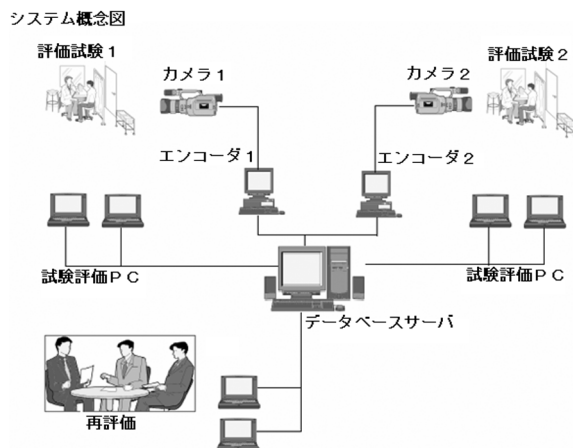 システム概念図
評価試験1
カメラ1
カメラ2
評価試験2
エンコーダ1
エンコーダ2
試験評価PC
試験評価PC
データベースサーバ
再評価